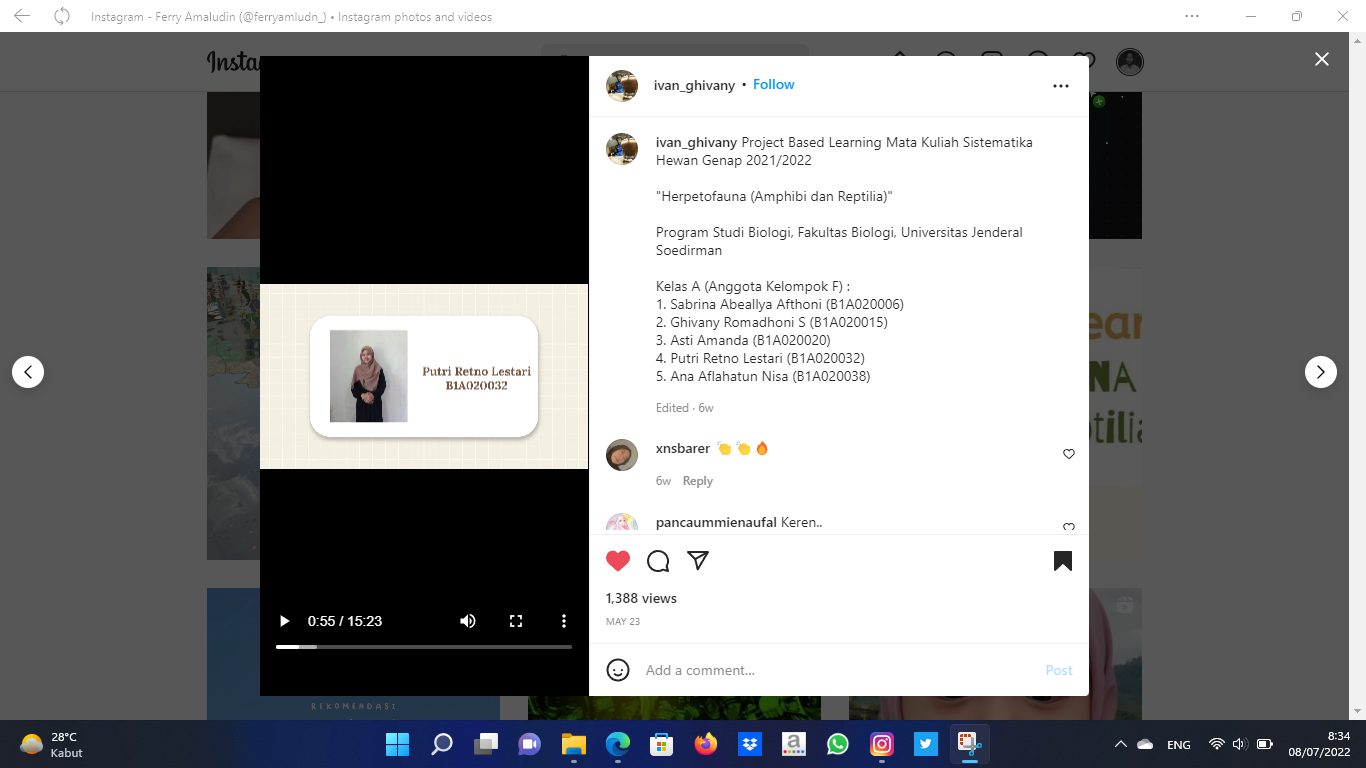 Instagram - Ferry Amaludin (@ferryamludn_) • Instagram photos and videos
Insta
ivan_ghivany • Follow
ivan_ghivany Project Based Learning Mata Kuliah Sistematika
Hewan Genap 2021/2022
"Herpetofauna (Amphibi dan Reptilia)"
Program Studi Biologi, Fakultas Biologi, Universitas Jenderal
Soedirman
Kelas A (Anggota Kelompok F) :
1. Sabrina Abeallya Afthoni (B1A020006)
2. Ghivany Romadhoni S (B1A020015)
3. Asti Amanda (B1A020020)
4. Putri Retno Lestari (B1A020032)
5. Ana Aflahatun Nisa (B1A020038)
Edited · 6w
xnsbarer 👏👏🔥
6w Reply
pancaummienaufal Keren..
1,388 views
MAY 23
Add a comment... Post
Putri Retno Lestari
B1A020032
0:55 / 15:23
ear
NA
tili
REKOMENDASI
28°C
Kabut
a
ENG
8:34
08/07/2022